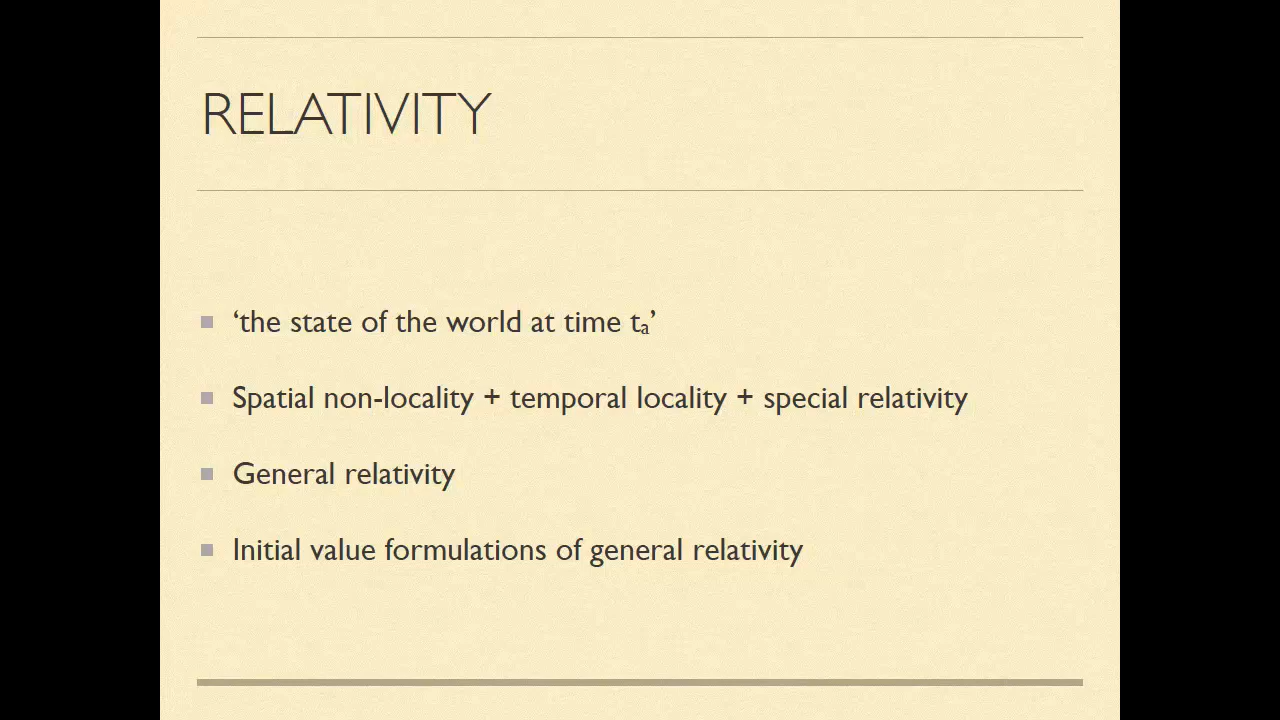 RELATIVITY
‘the state of the world at time tₐ’
Spatial non-locality + temporal locality + special relativity
General relativity
Initial value formulations of general relativity